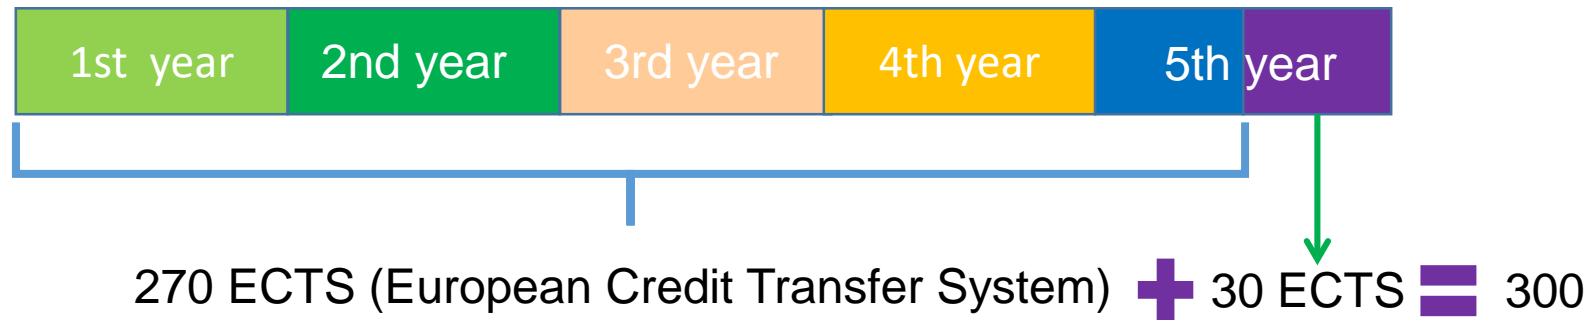 1st year 2nd year 3rd year 4th year 5th year
270 ECTS (European Credit Transfer System) + 30 ECTS = 300